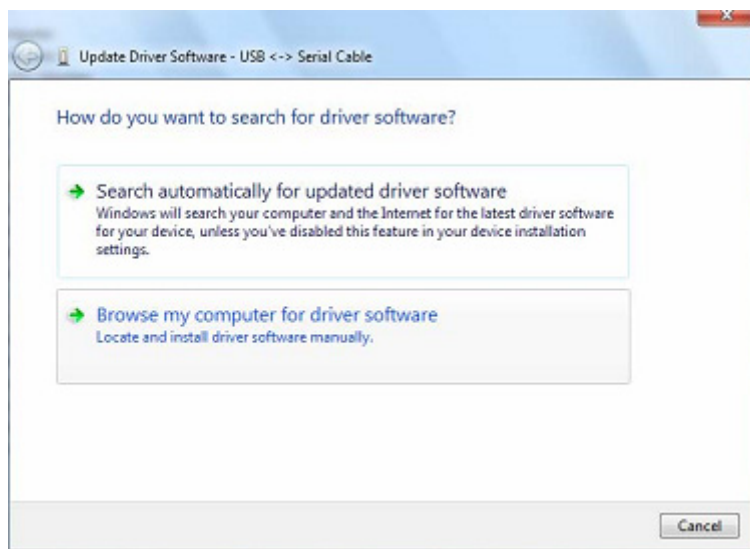 Update Driver Software - USB <-> Serial Cable
How do you want to search for driver software?
Search automatically for updated driver software
Windows will search your computer and the Internet for the latest driver software
for your device, unless you've disabled this feature in your device installation
settings.
Browse my computer for driver software
Locate and install driver software manually.
Cancel